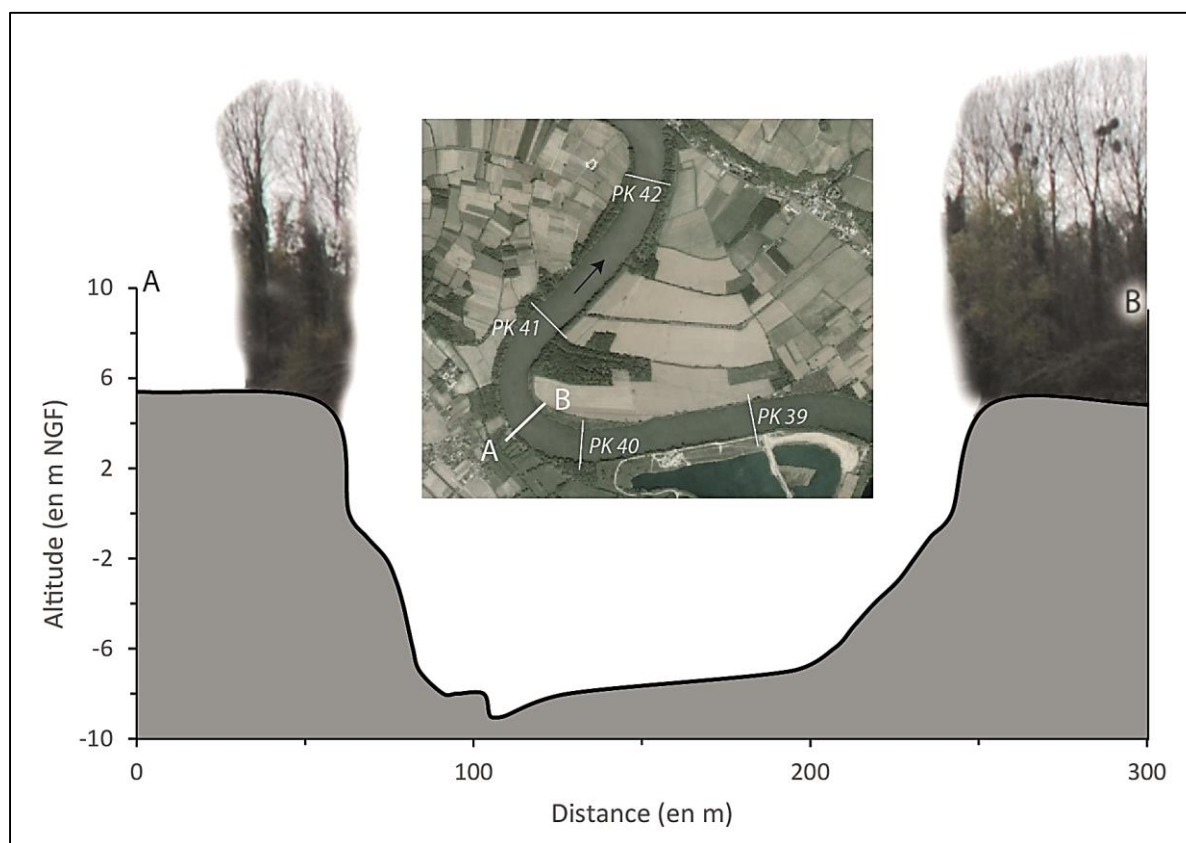 A
B
10
6
2
-2
-6
-10
Altitude (en m NGF)
0
100
200
300
Distance (en m)
PK 42
PK 41
B
A
PK 40
PK 39